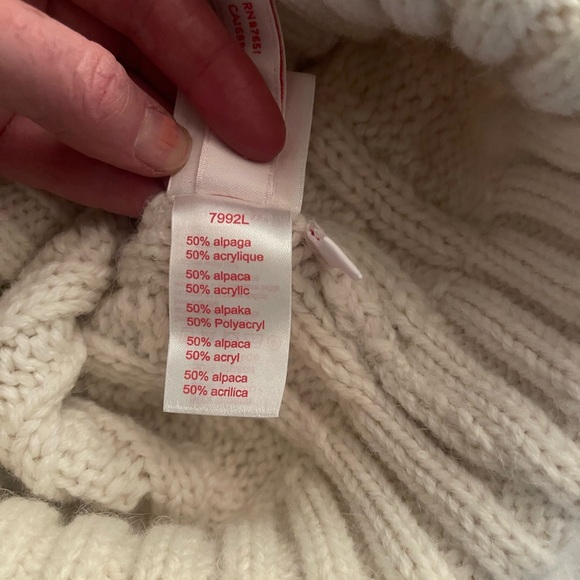 RN87651
7992L
50% alpaga
50% acrylique
50% alpaca
50% acrylic
50% alpaka
50% Polyacryl
50% alpaca
50% acryl
50% alpaca
50% acrilica